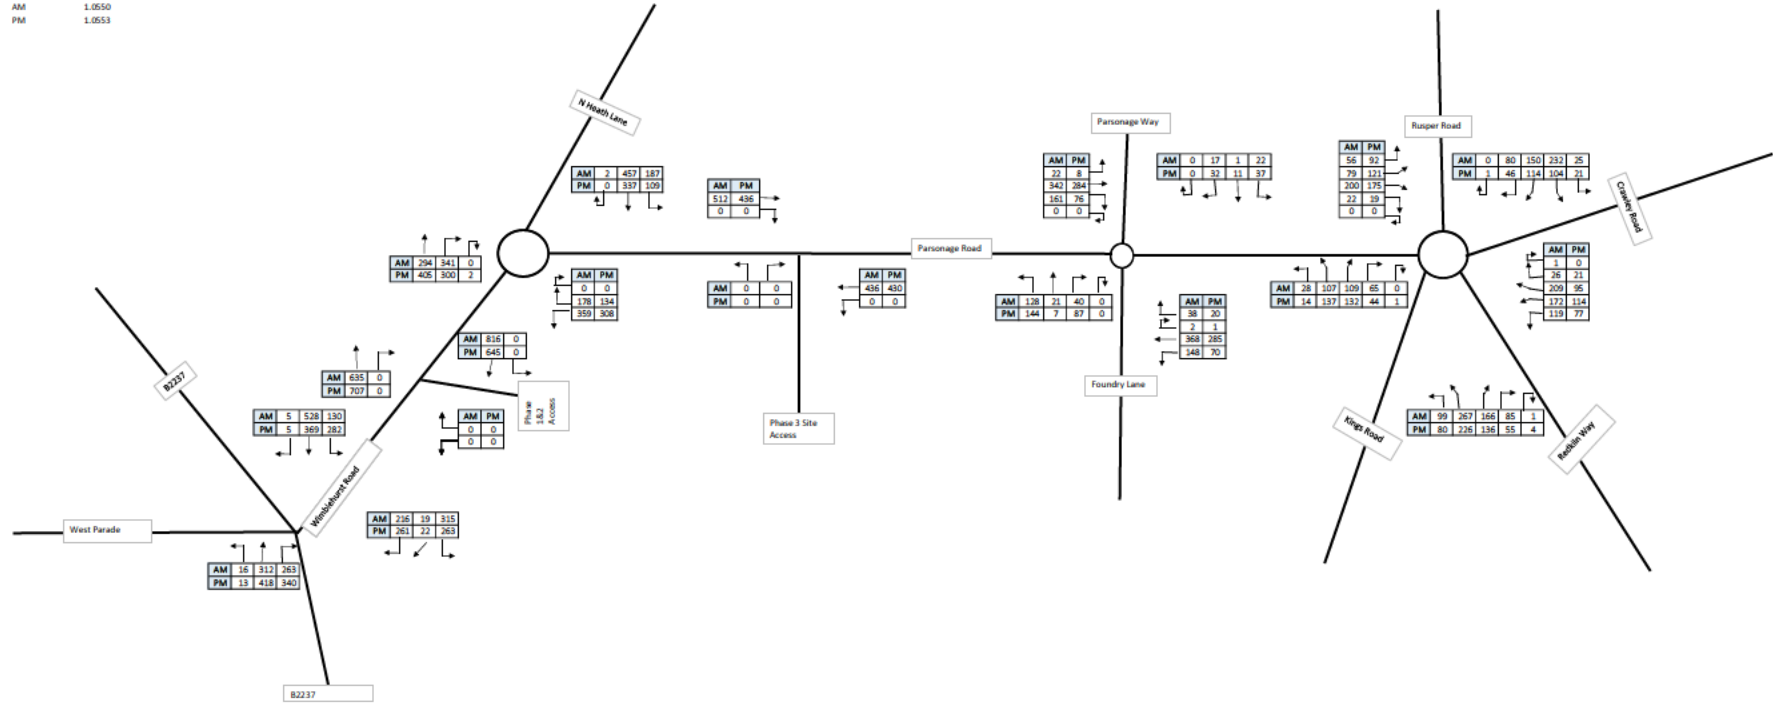 AM 1.0550
PM 1.0553
N Heath Lane
AM 2 457 187
PM 0 337 109
AM PM
512 436
0 0
AM 294 341 0
PM 405 300 2
AM PM
0 0
178 134
359 308
Parsonage Road
AM 0 0
PM 0 0
AM PM
436 430
0 0
Phase 3 Site
Access
AM 816 0
PM 645 0
AM 635 0
PM 707 0
Phase
1&2
Access
AM PM
0 0
0 0
B2237
AM 5 528 130
PM 5 369 282
Wimblehurst Road
West Parade
AM 216 19 315
PM 261 22 263
AM 16 312 263
PM 13 418 340
B2237
Parsonage Way
AM PM
22 8
342 284
161 76
0 0
AM 0 17 1 22
PM 0 32 11 37
AM 128 21 40 0
PM 144 7 87 0
AM PM
38 20
2 1
368 285
148 70
Foundry Lane
Rusper Road
AM PM
56 92
79 121
200 175
22 19
0 0
AM 0 80 150 232 25
PM 1 46 114 104 21
Crawley Road
AM PM
1 0
26 21
209 95
172 114
119 77
AM 28 107 109 65 0
PM 14 137 132 44 1
Kings Road
AM 99 267 166 85 1
PM 80 226 136 55 4
Redkiln Way